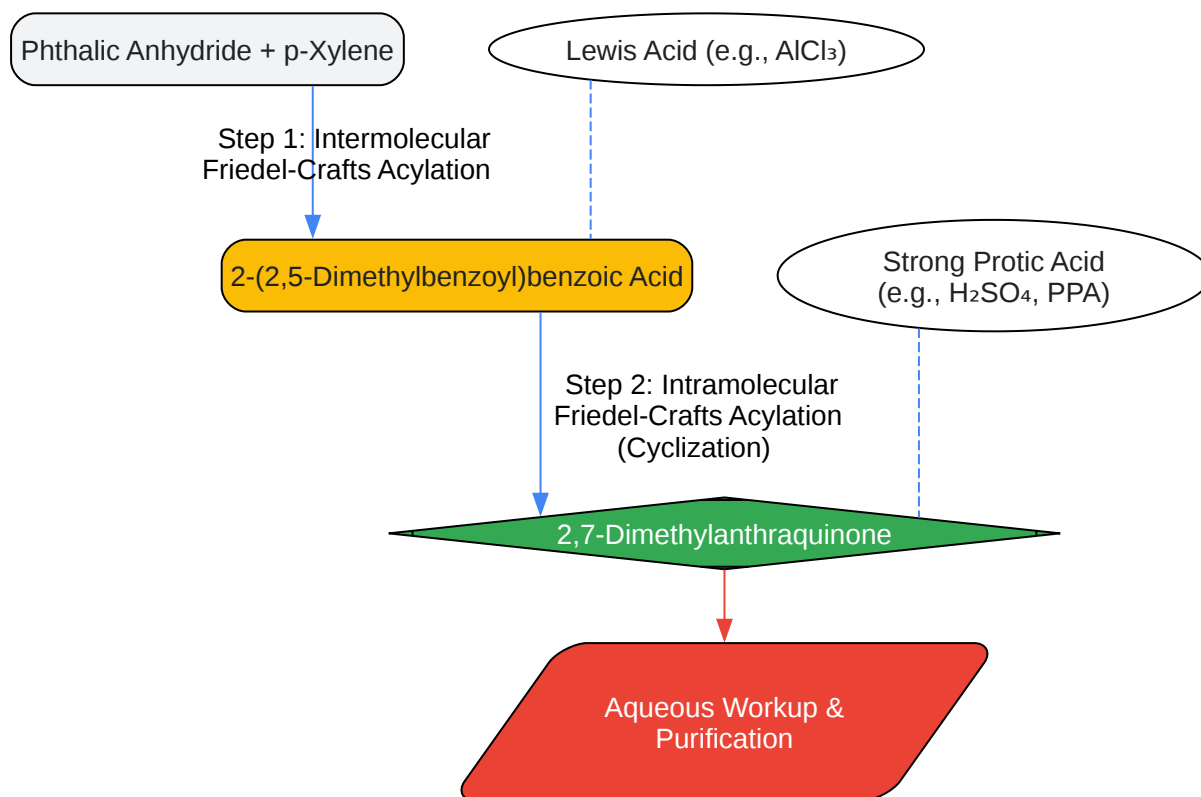 Phthalic Anhydride + p-Xylene
Lewis Acid (e.g., AlCl₃)
Step 1: Intermolecular
Friedel-Crafts Acylation
2-(2,5-Dimethylbenzoyl)benzoic Acid
Strong Protic Acid
(e.g., H₂SO₄, PPA)
Step 2: Intramolecular
Friedel-Crafts Acylation
(Cyclization)
2,7-Dimethylanthraquinone
Aqueous Workup &
Purification